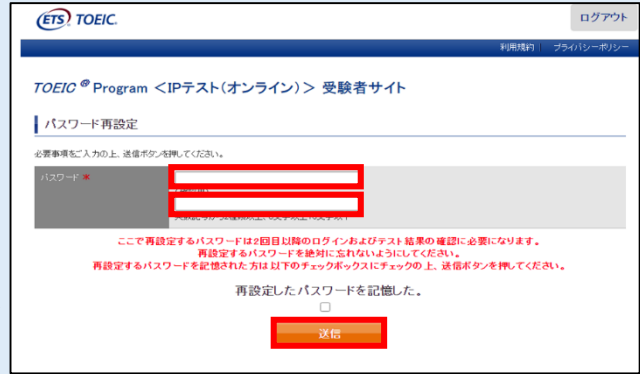 ETS TOEIC.
ログアウト
利用規約 プライバシーポリシー
TOEIC ® Program ＜IPテスト（オンライン）＞ 受験者サイト
パスワード再設定
必要事項をご入力の上、送信ボタンを押してください。
パスワード *
ここで再設定するパスワードは2回目以降のログインおよびテスト結果の確認に必要になります。
再設定するパスワードを絶対に忘れないようにしてください。
再設定するパスワードを記憶された方は以下のチェックボックスにチェックの上、送信ボタンを押してください。
再設定したパスワードを記憶した。
送信